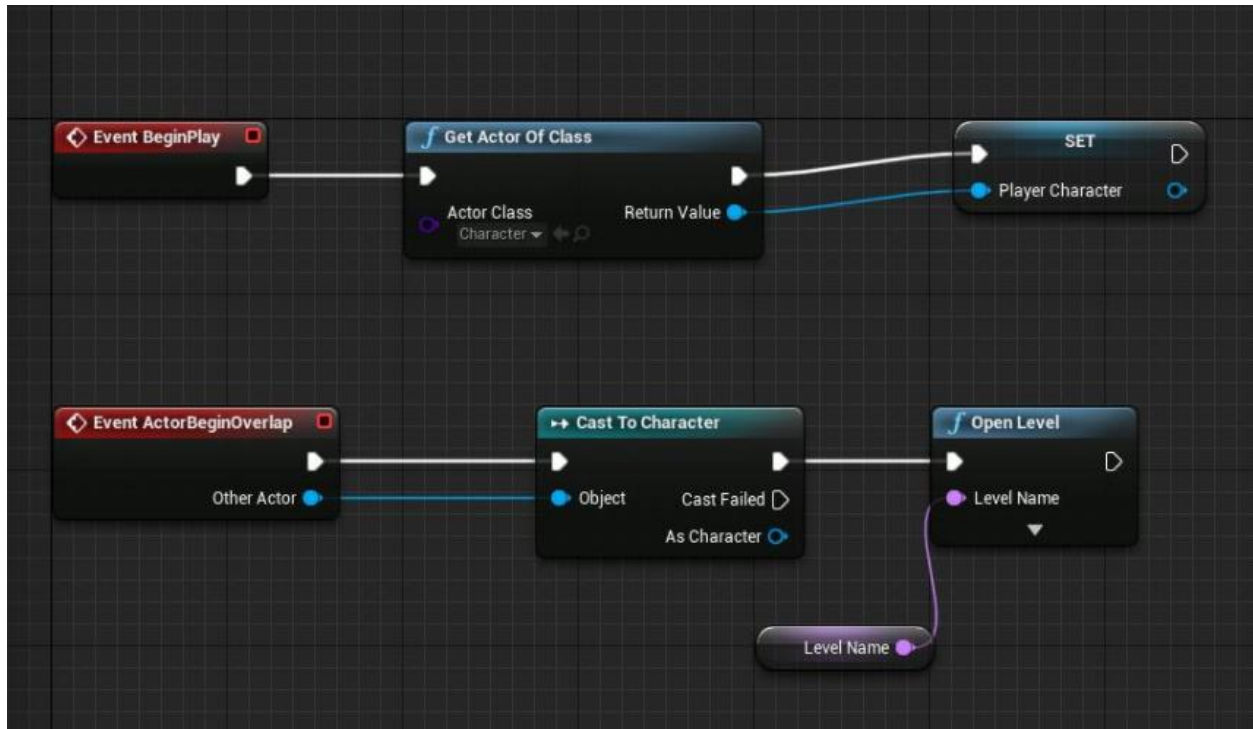 Event BeginPlay
f Get Actor Of Class
Actor Class
Character
Return Value
SET
Player Character
Event ActorBeginOverlap
Other Actor
Cast To Character
Object
Cast Failed
As Character
f Open Level
Level Name
Level Name